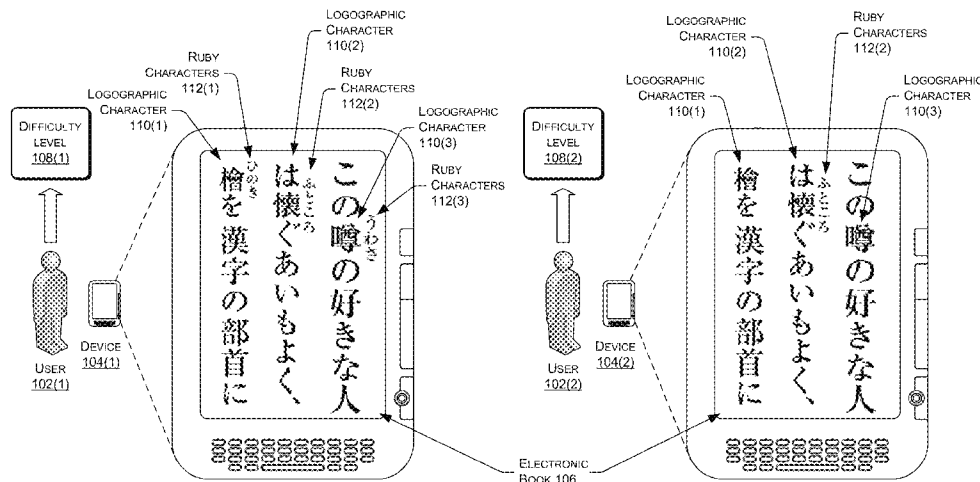 Logographic
Character
110(2)
Ruby
Characters
112(1)
Ruby
Characters
112(2)
Logographic
Character
110(1)
Logographic
Character
110(3)
Ruby
Characters
112(3)
Difficulty
level
108(1)
この噂の好きな人
うわさ
は懐ぐあいもよく、
ふところ
檜を漢字の部首に
ひのき
User
102(1)
Device
104(1)
Logographic
Character
110(2)
Ruby
Characters
112(2)
Logographic
Character
110(1)
Logographic
Character
110(3)
Difficulty
level
108(2)
この噂の好きな人
は懐ぐあいもよく、
ふところ
檜を漢字の部首に
User
102(2)
Device
104(2)
Electronic
Book 106